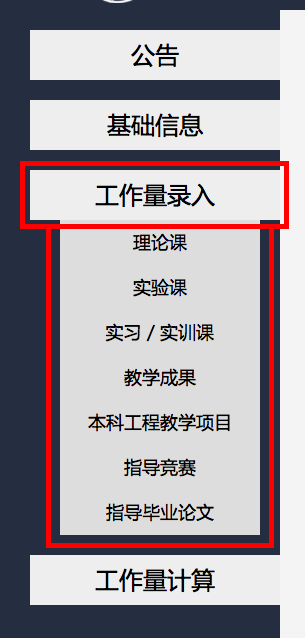 公告
基础信息
工作量录入
理论课
实验课
实习 / 实训课
教学成果
本科工程教学项目
指导竞赛
指导毕业论文
工作量计算